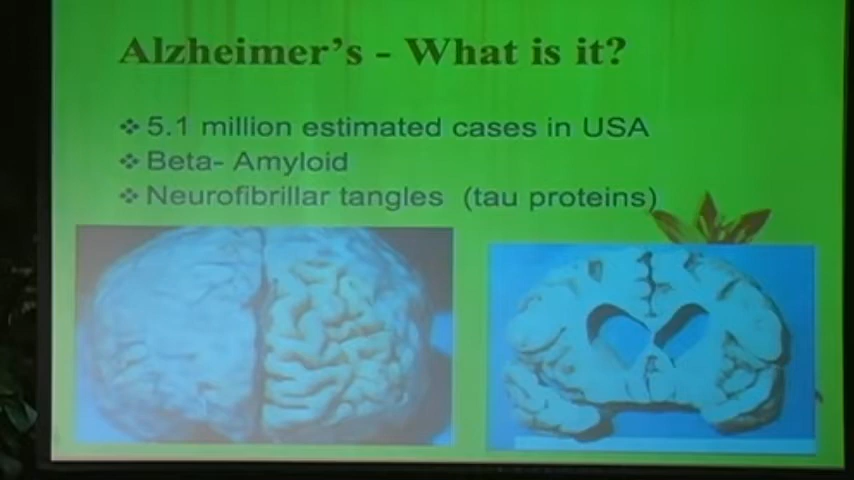 Alzheimer's - What is it?
❖ 5.1 million estimated cases in USA
❖ Beta- Amyloid
❖ Neurofibrillar tangles (tau proteins)